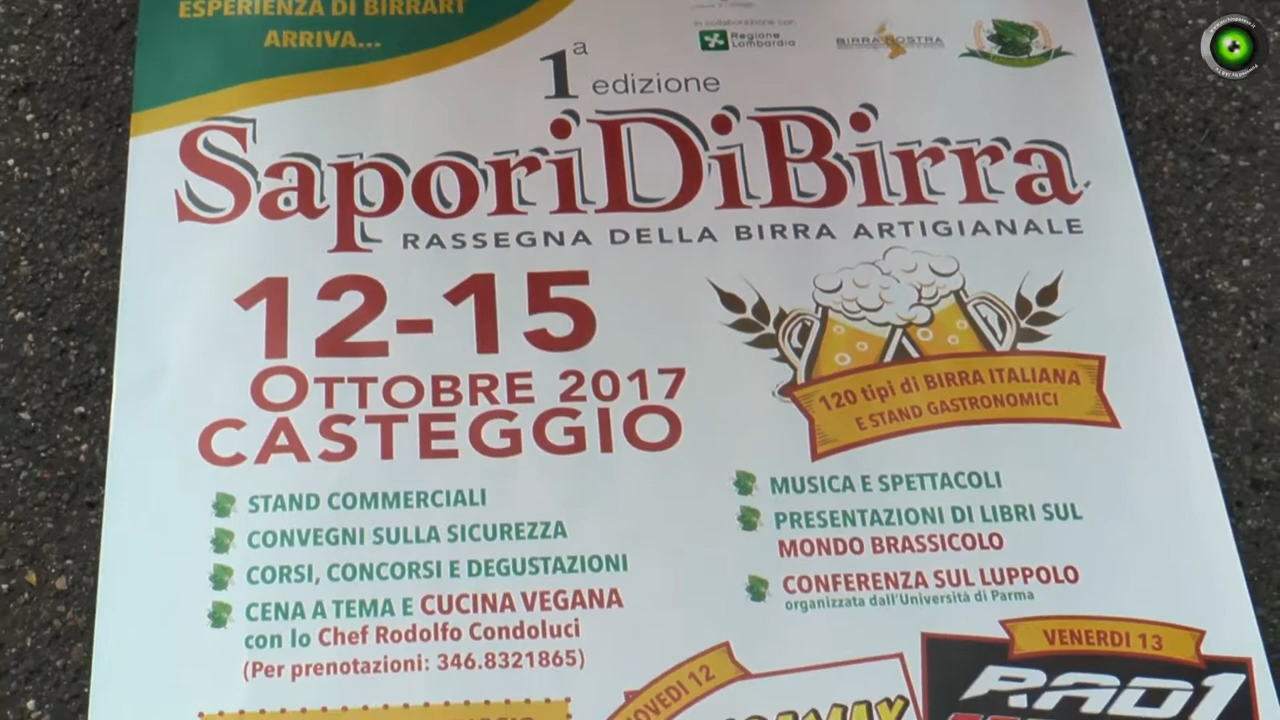 ESPERIENZA DI BIRRART
ARRIVA...
in collaborazione con
Regione
Lombardia
BIRRA NOSTRA
1ª edizione
SaporiDiBirra
RASSEGNA DELLA BIRRA ARTIGIANALE
12-15
OTTOBRE 2017
CASTEGGIO
120 tipi di BIRRA ITALIANA
E STAND GASTRONOMICI
STAND COMMERCIALI
CONVEGNI SULLA SICUREZZA
CORSI, CONCORSI E DEGUSTAZIONI
CENA A TEMA E CUCINA VEGANA
con lo Chef Rodolfo Condoluci
(Per prenotazioni: 346.8321865)
MUSICA E SPETTACOLI
PRESENTAZIONI DI LIBRI SUL
MONDO BRASSICOLO
CONFERENZA SUL LUPPOLO
organizzata dall'Università di Parma
VENERDI 13
RAD1